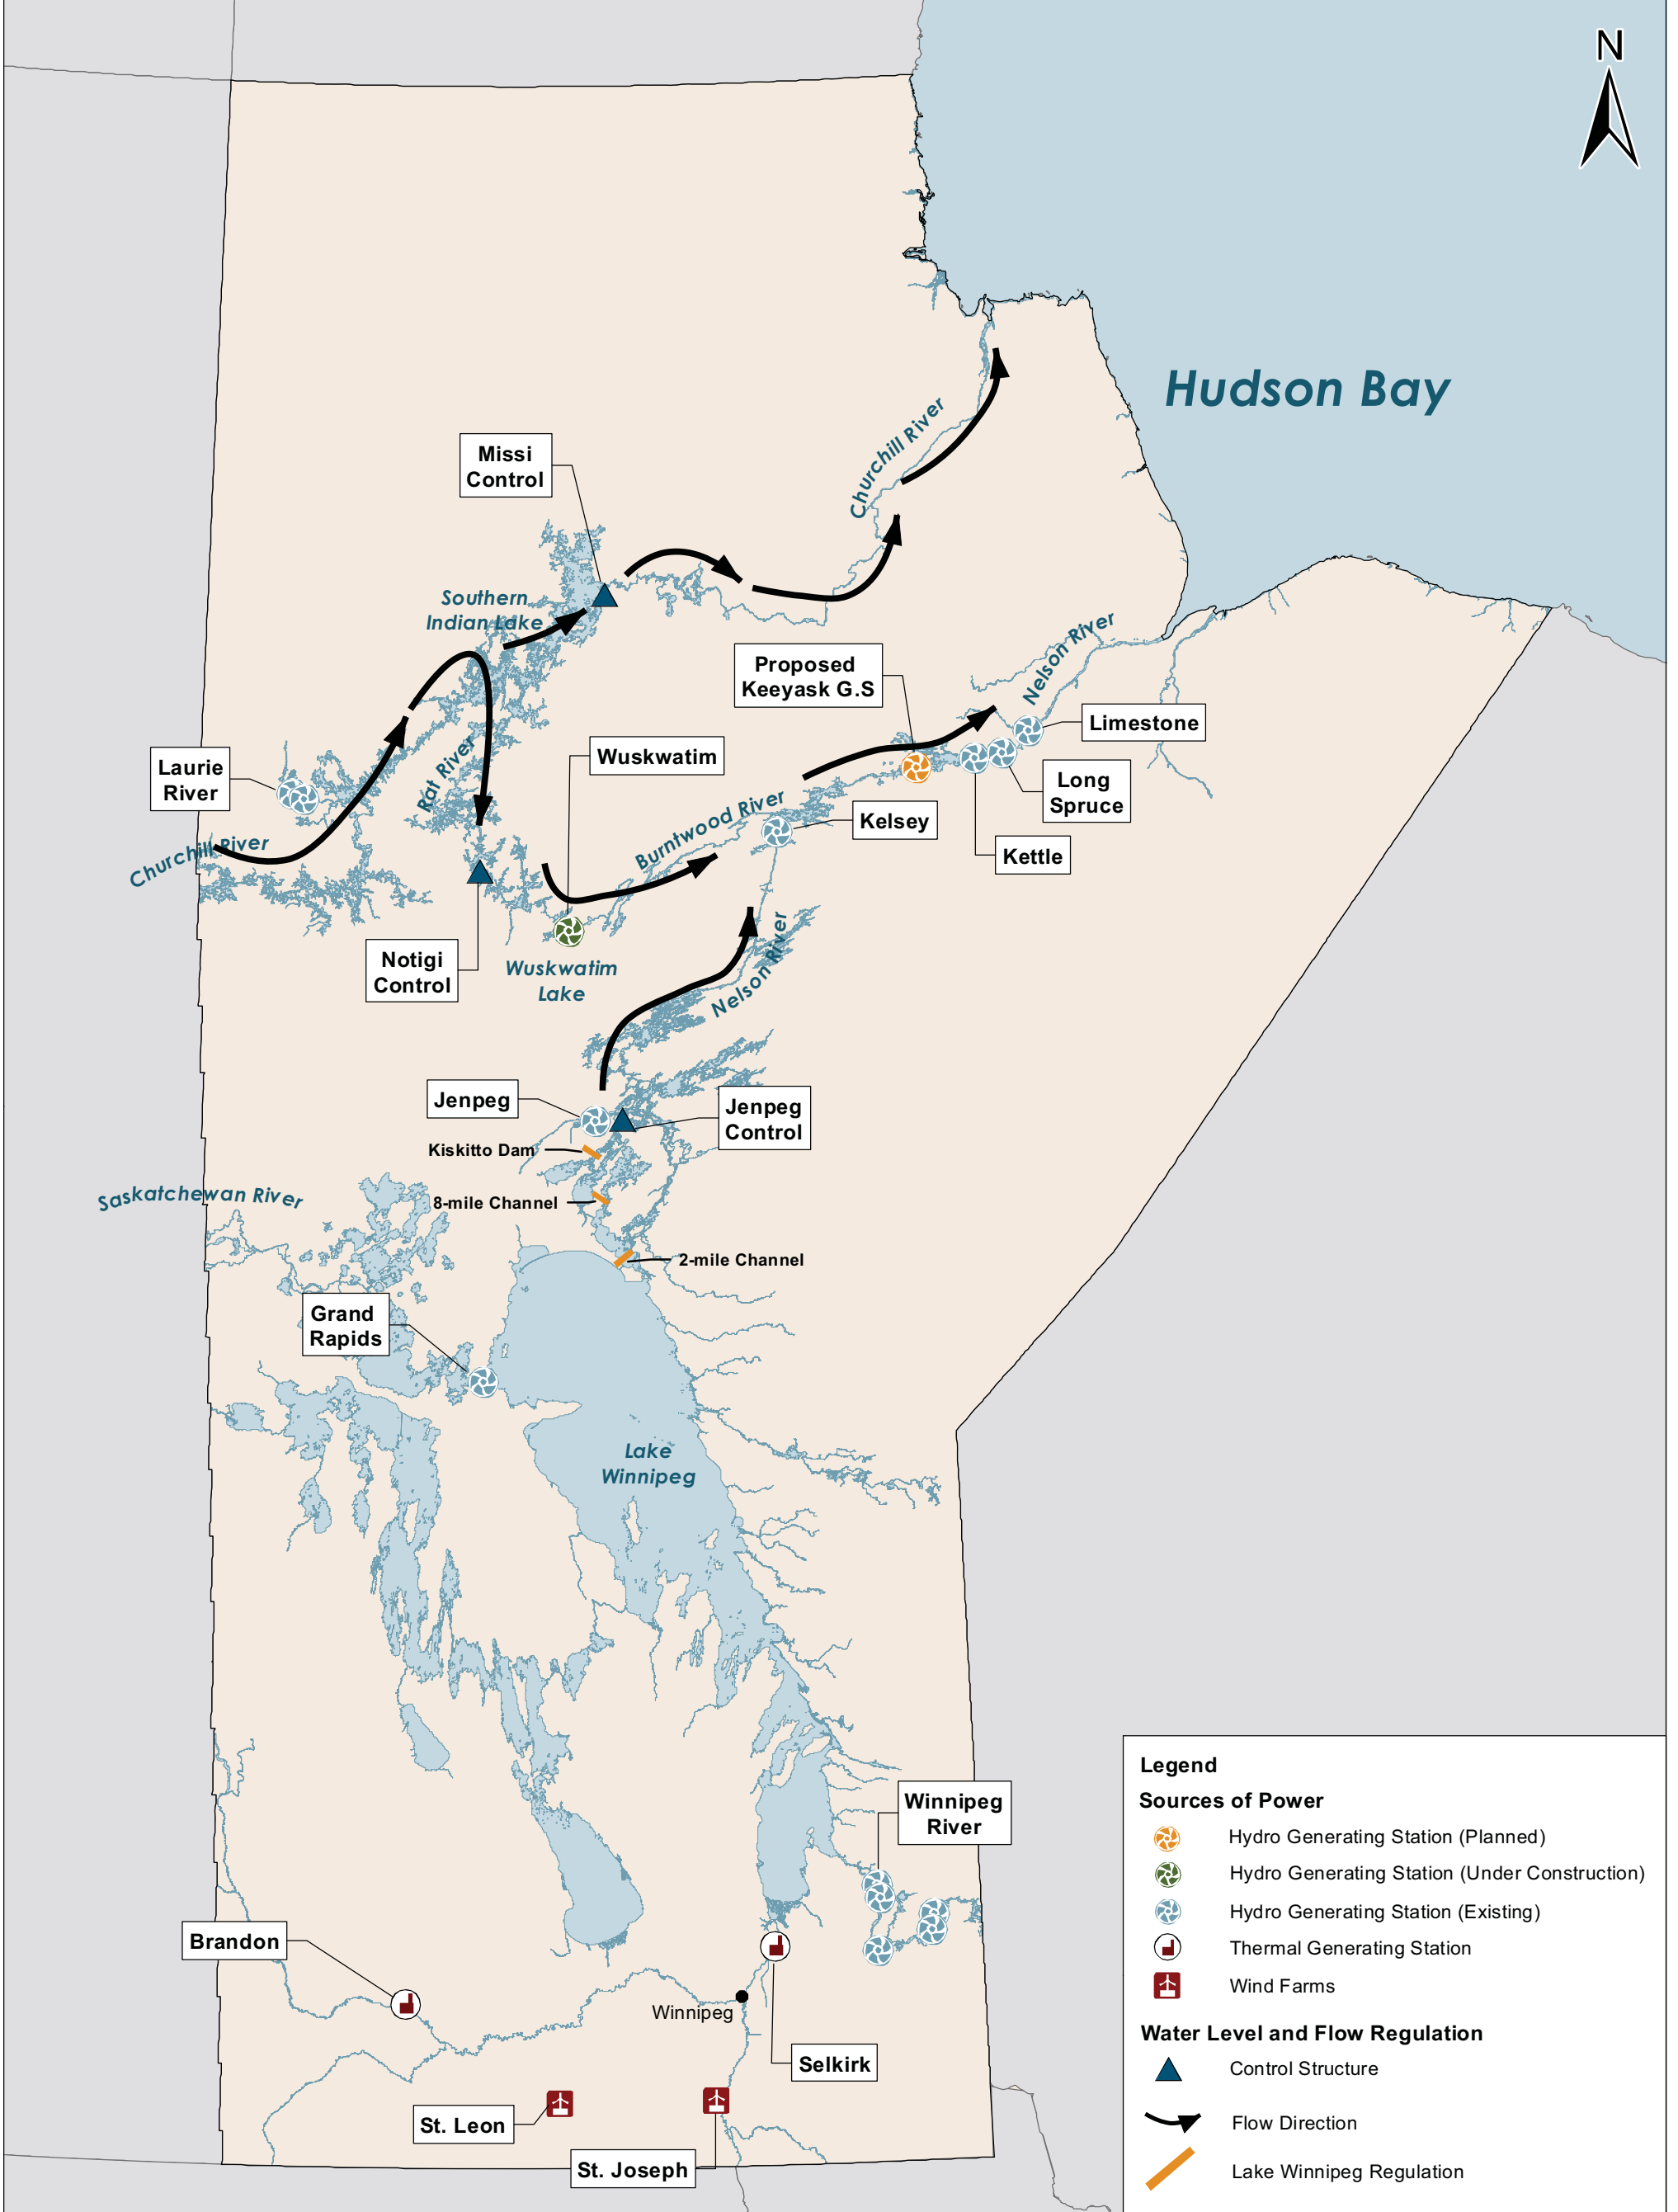 N
Hudson Bay
Churchill River
Missi
Control
Southern
Indian Lake
Nelson River
Proposed
Keeyask G.S
Limestone
Laurie
River
Rat River
Wuskwatim
Long
Spruce
Burntwood River
Kelsey
Kettle
Churchill River
Notigi
Control
Wuskwatim
Lake
Nelson River
Jenpeg
Jenpeg
Control
Kiskitto Dam
Saskatchewan River
8-mile Channel
2-mile Channel
Grand
Rapids
Lake
Winnipeg
Winnipeg
River
Brandon
Winnipeg
Selkirk
St. Leon
St. Joseph
Legend
Sources of Power
Hydro Generating Station (Planned)
Hydro Generating Station (Under Construction)
Hydro Generating Station (Existing)
Thermal Generating Station
Wind Farms
Water Level and Flow Regulation
Control Structure
Flow Direction
Lake Winnipeg Regulation